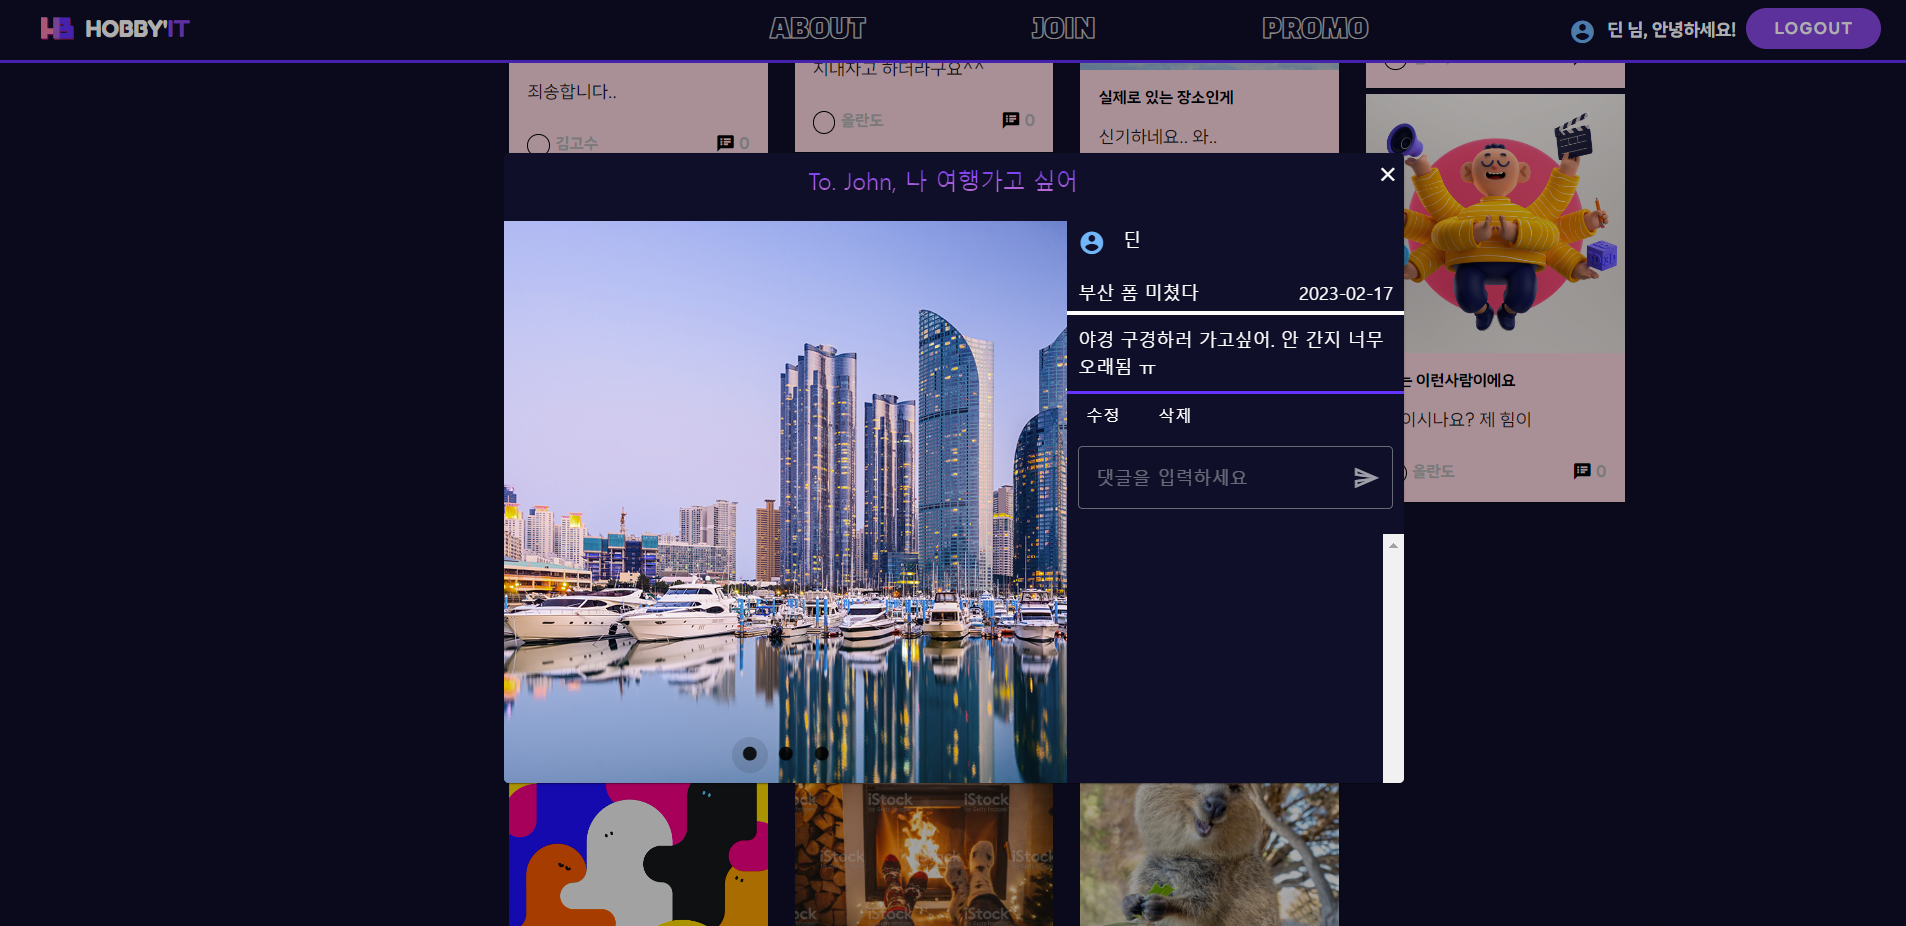 HOBBY'IT
ABOUT
JOIN
PROMO
딘 님, 안녕하세요!
LOGOUT
죄송합니다..
김고수
0
지내자고 하더라구요^^
올란도
0
실제로 있는 장소인게
신기하네요.. 와..
To. John, 나 여행가고 싶어
딘
부산 폼 미쳤다
2023-02-17
야경 구경하러 가고싶어. 안 간지 너무
오래됨 ㅠ
수정
삭제
댓글을 입력하세요
는 이런사람이에요
이시나요? 제 힘이
올란도
0
iStock
iStock
iStock
iStock
iStock
iStock